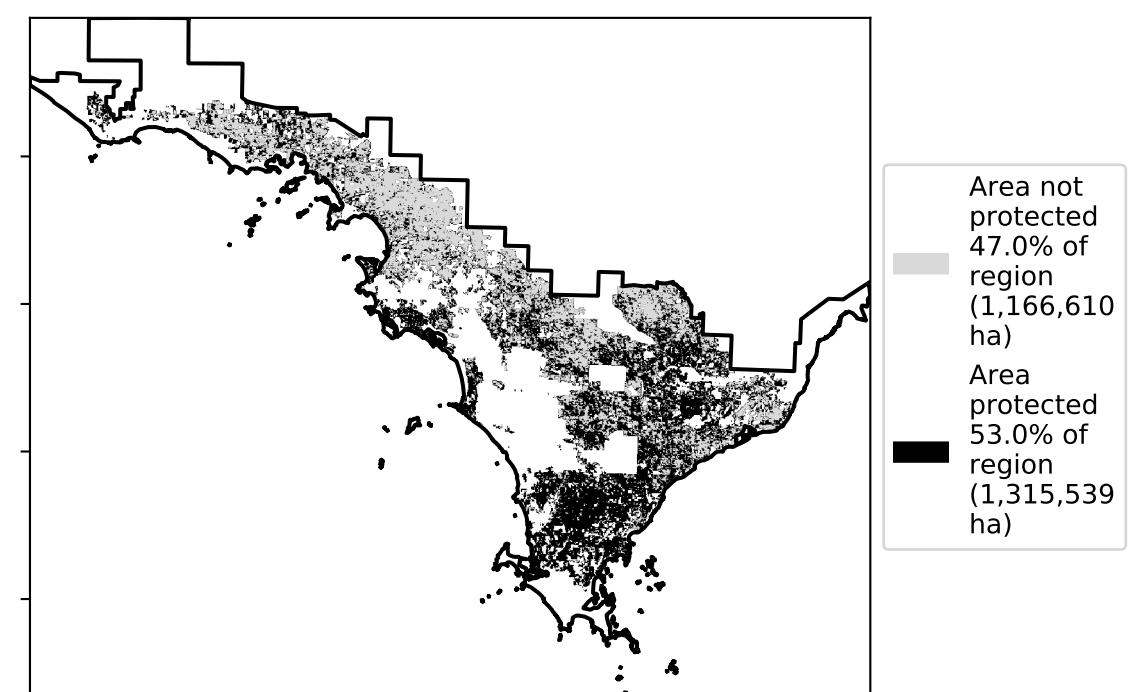 Area not
protected
47.0% of
region
(1,166,610
ha)
Area
protected
53.0% of
region
(1,315,539
ha)